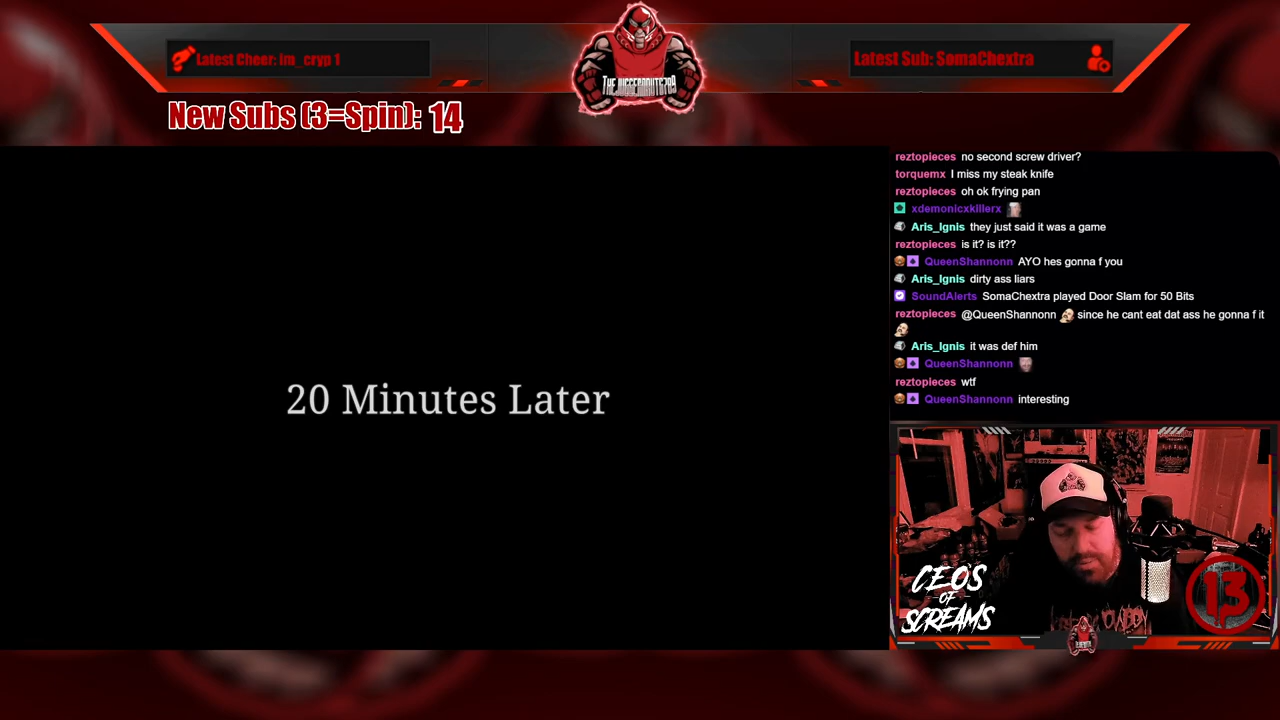 Latest Cheer: Im_cryp 1
THEJUGGERNAUT6789
Latest Sub: SomaChextra
New Subs (3=Spin): 14
reztopieces no second screw driver?
torquemx I miss my steak knife
reztopieces oh ok frying pan
xdemonicxkillerx
Aris_Ignis they just said it was a game
reztopieces is it? is it??
QueenShannonn AYO hes gonna f you
Aris_Ignis dirty ass liars
SoundAlerts SomaChextra played Door Slam for 50 Bits
reztopieces @QueenShannonn since he cant eat dat ass he gonna f it
Aris_Ignis it was def him
QueenShannonn
reztopieces wtf
QueenShannonn interesting
20 Minutes Later
CEOS
OF
SCREAMS
13